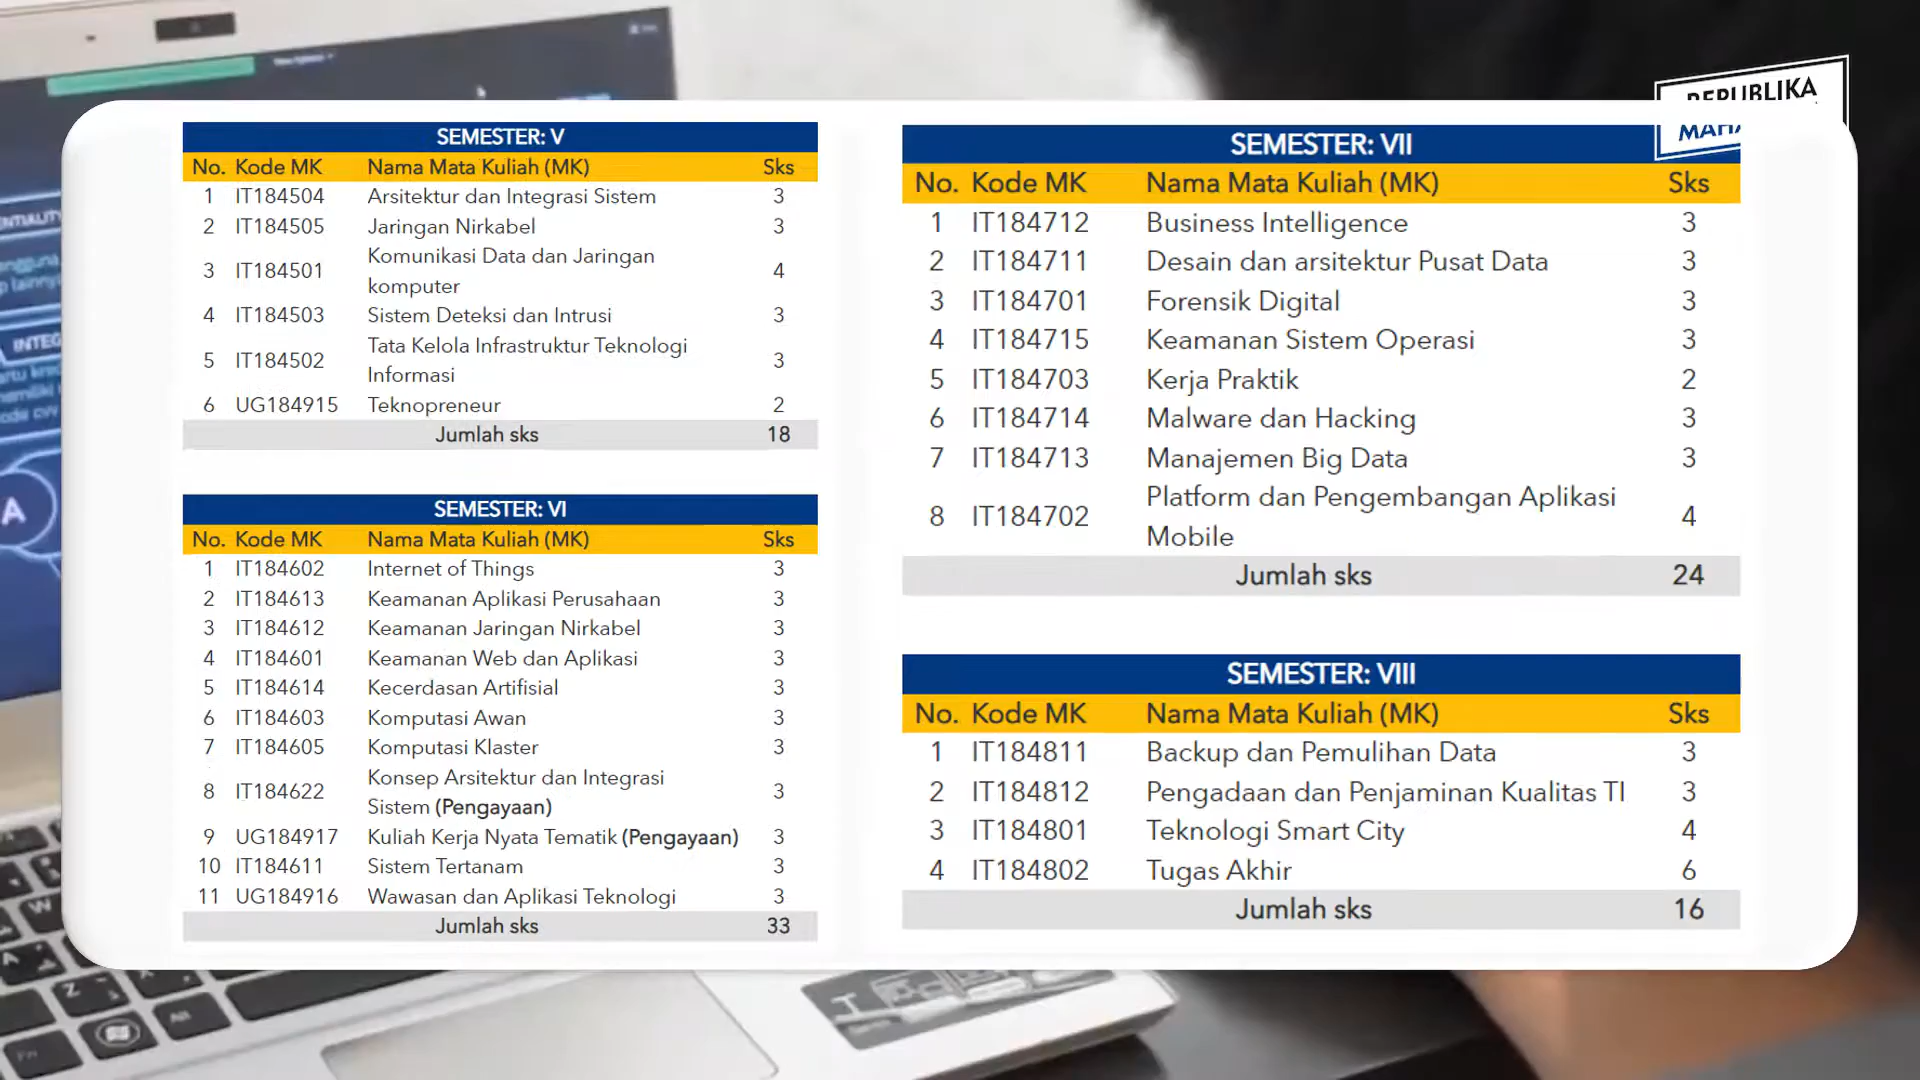 REPUBLIKA
SEMESTER: V
No. Kode MK Nama Mata Kuliah (MK) Sks
1 IT184504 Arsitektur dan Integrasi Sistem 3
2 IT184505 Jaringan Nirkabel 3
3 IT184501 Komunikasi Data dan Jaringan
komputer 4
4 IT184503 Sistem Deteksi dan Intrusi 3
5 IT184502 Tata Kelola Infrastruktur Teknologi
Informasi 3
6 UG184915 Teknopreneur 2
Jumlah sks 18
SEMESTER: VI
No. Kode MK Nama Mata Kuliah (MK) Sks
1 IT184602 Internet of Things 3
2 IT184613 Keamanan Aplikasi Perusahaan 3
3 IT184612 Keamanan Jaringan Nirkabel 3
4 IT184601 Keamanan Web dan Aplikasi 3
5 IT184614 Kecerdasan Artifisial 3
6 IT184603 Komputasi Awan 3
7 IT184605 Komputasi Klaster 3
8 IT184622 Konsep Arsitektur dan Integrasi
Sistem (Pengayaan) 3
9 UG184917 Kuliah Kerja Nyata Tematik (Pengayaan) 3
10 IT184611 Sistem Tertanam 3
11 UG184916 Wawasan dan Aplikasi Teknologi 3
Jumlah sks 33
SEMESTER: VII
No. Kode MK Nama Mata Kuliah (MK) Sks
1 IT184712 Business Intelligence 3
2 IT184711 Desain dan arsitektur Pusat Data 3
3 IT184701 Forensik Digital 3
4 IT184715 Keamanan Sistem Operasi 3
5 IT184703 Kerja Praktik 2
6 IT184714 Malware dan Hacking 3
7 IT184713 Manajemen Big Data 3
8 IT184702 Platform dan Pengembangan Aplikasi
Mobile 4
Jumlah sks 24
SEMESTER: VIII
No. Kode MK Nama Mata Kuliah (MK) Sks
1 IT184811 Backup dan Pemulihan Data 3
2 IT184812 Pengadaan dan Penjaminan Kualitas TI 3
3 IT184801 Teknologi Smart City 4
4 IT184802 Tugas Akhir 6
Jumlah sks 16